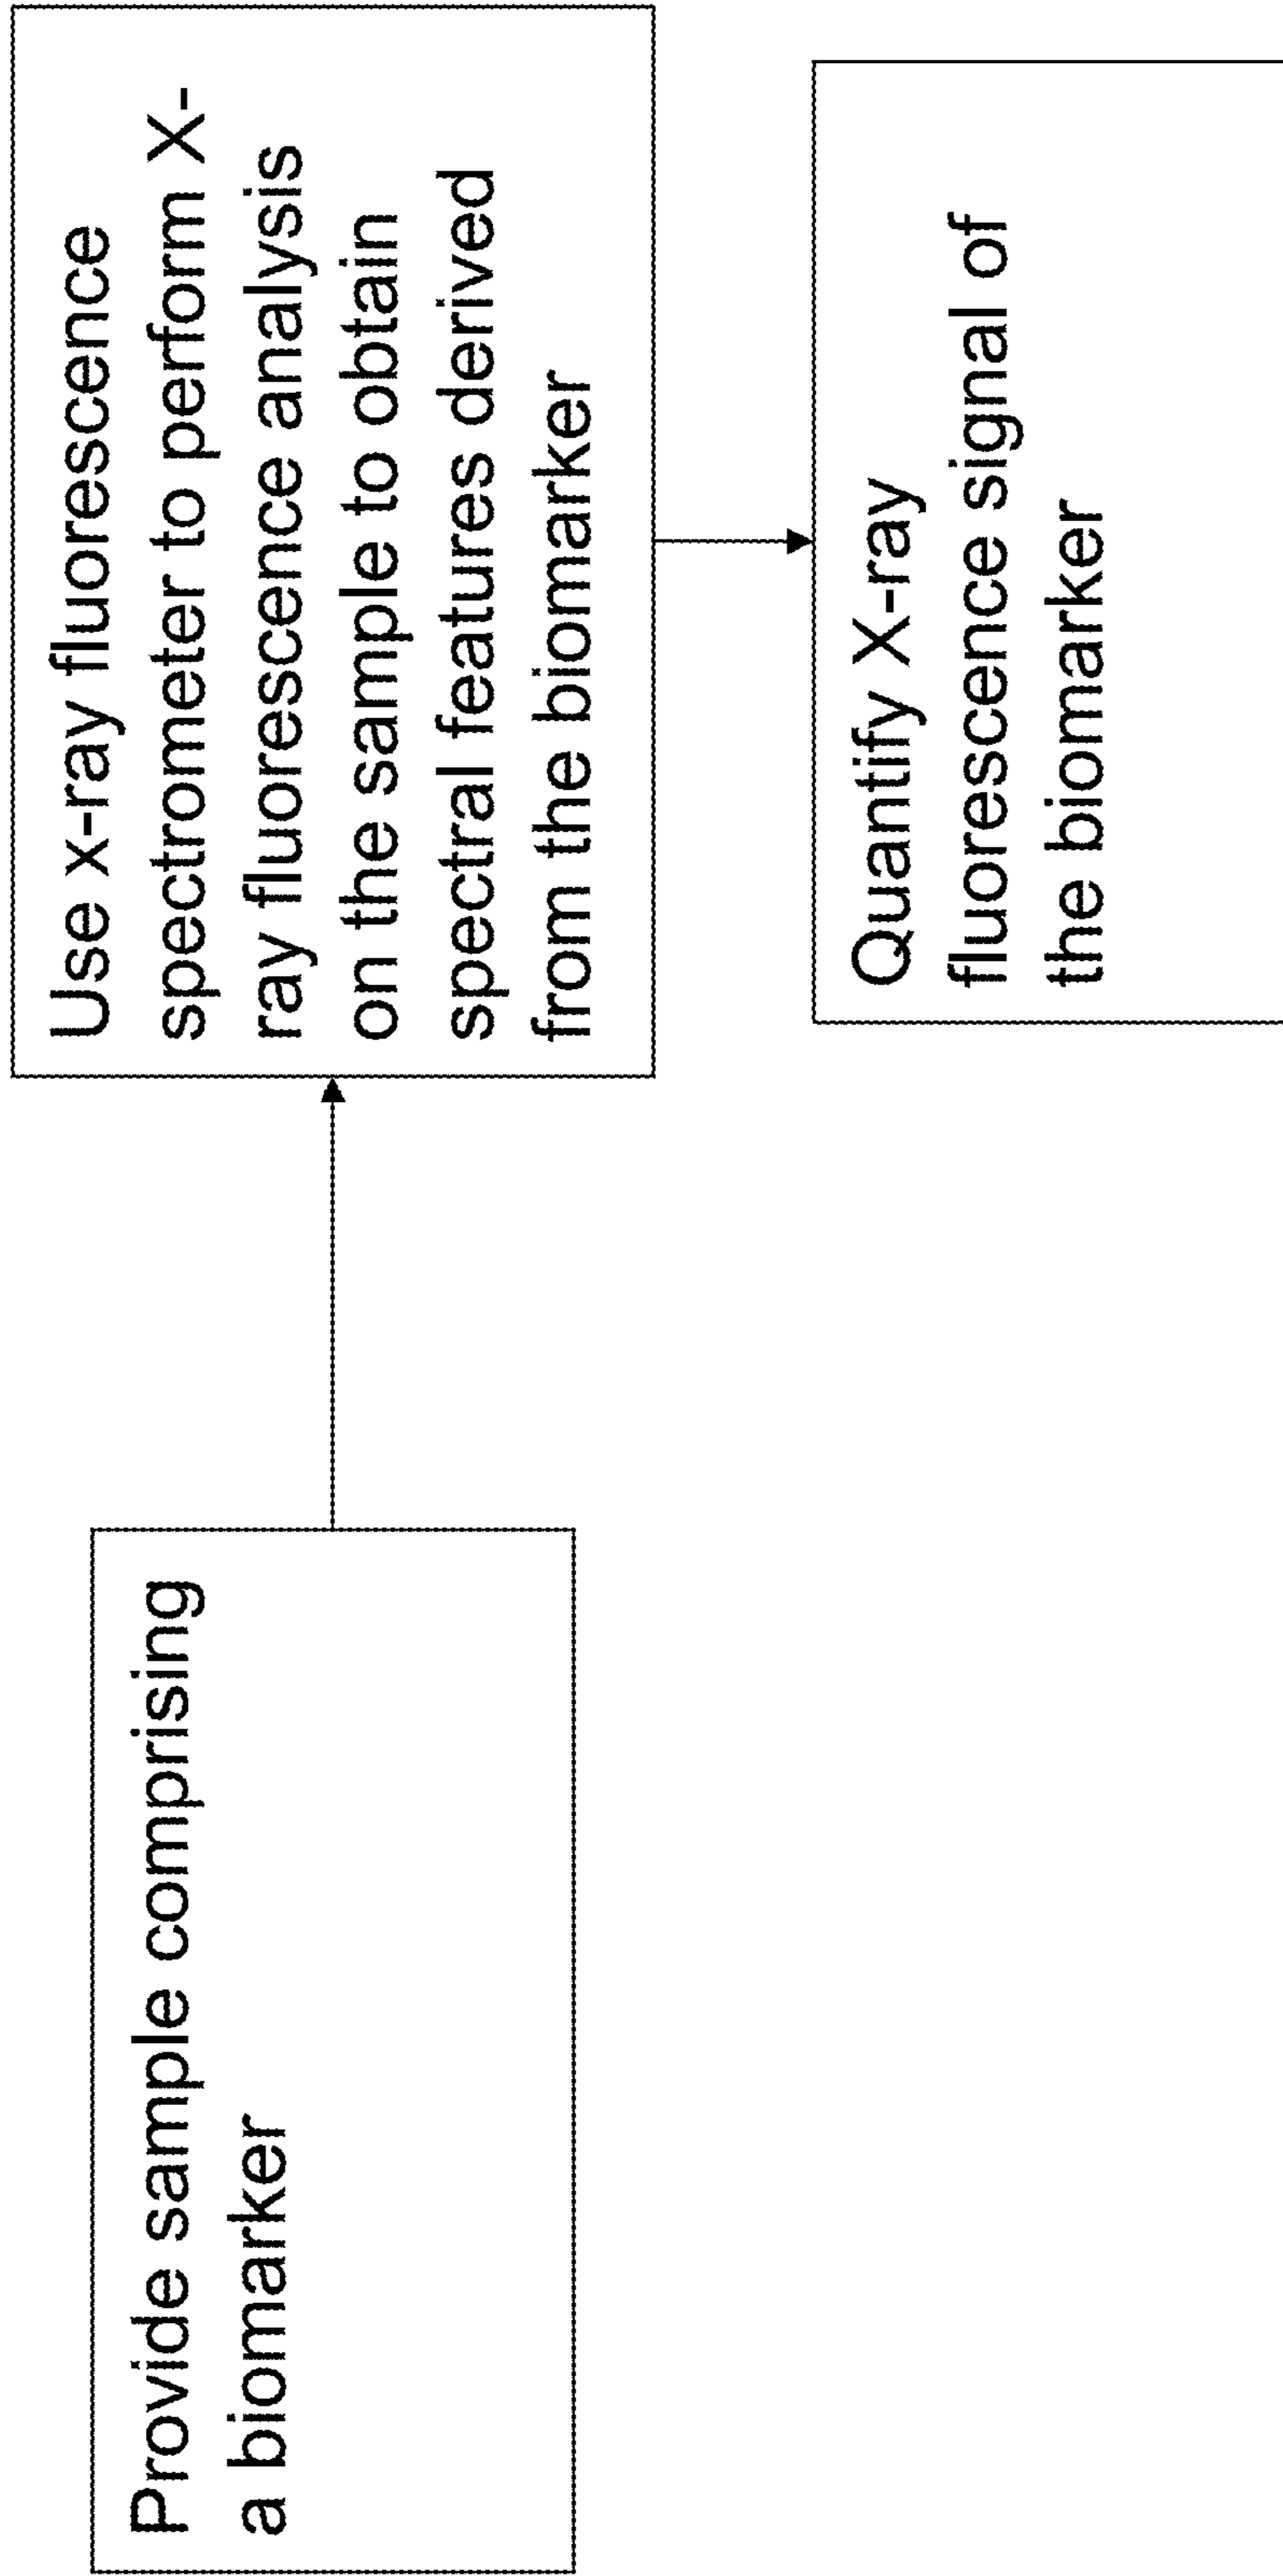 Provide sample comprising
a biomarker
Use x-ray fluorescence
spectrometer to perform X-
ray fluorescence analysis
on the sample to obtain
spectral features derived
from the biomarker
Quantify X-ray
fluorescence signal of
the biomarker